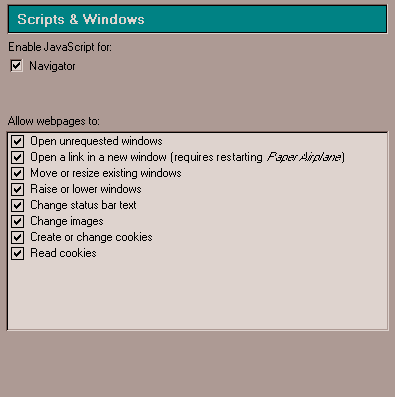 Scripts & Windows
Enable JavaScript for:
Navigator
Allow webpages to:
Open unrequested windows
Open a link in a new window (requires restarting Paper Airplane)
Move or resize existing windows
Raise or lower windows
Change status bar text
Change images
Create or change cookies
Read cookies